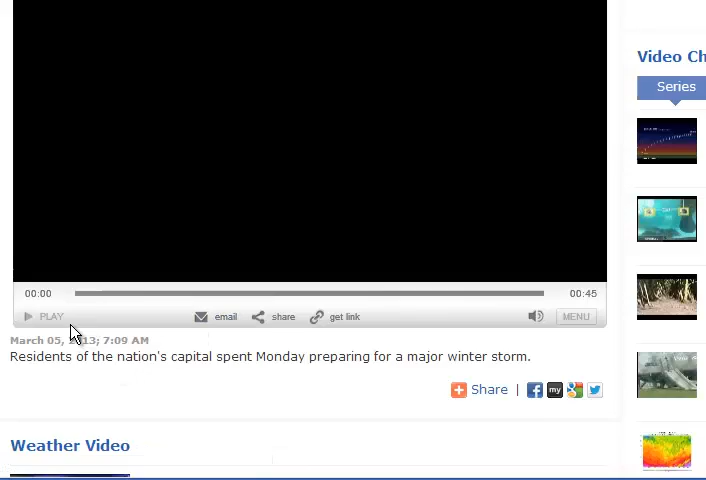 Video Ch
Series
00:00 00:45
PLAY email share get link MENU
March 05, 2013; 7:09 AM
Residents of the nation's capital spent Monday preparing for a major winter storm.
Share | my
Weather Video